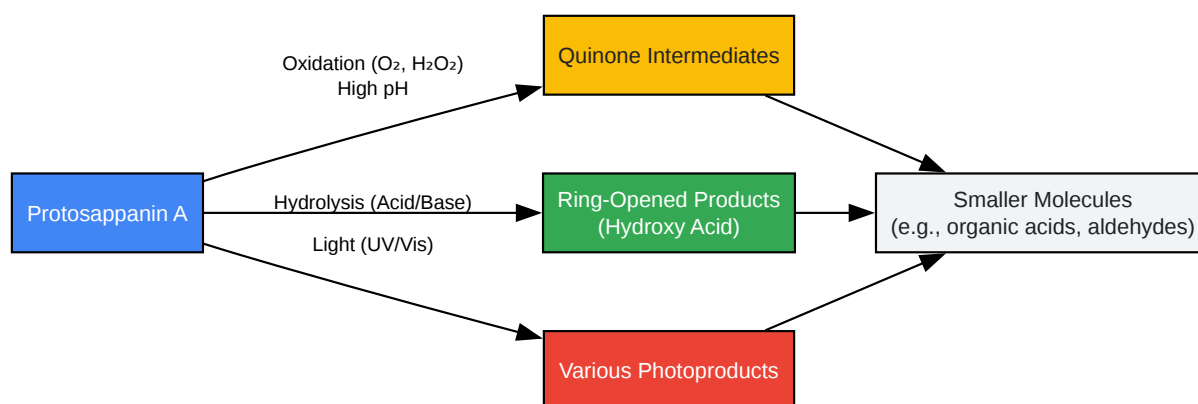 Quinone Intermediates
Oxidation (O₂, H₂O₂)
High pH
Protosappanin A
Hydrolysis (Acid/Base)
Ring-Opened Products
(Hydroxy Acid)
Smaller Molecules
(e.g., organic acids, aldehydes)
Light (UV/Vis)
Various Photoproducts